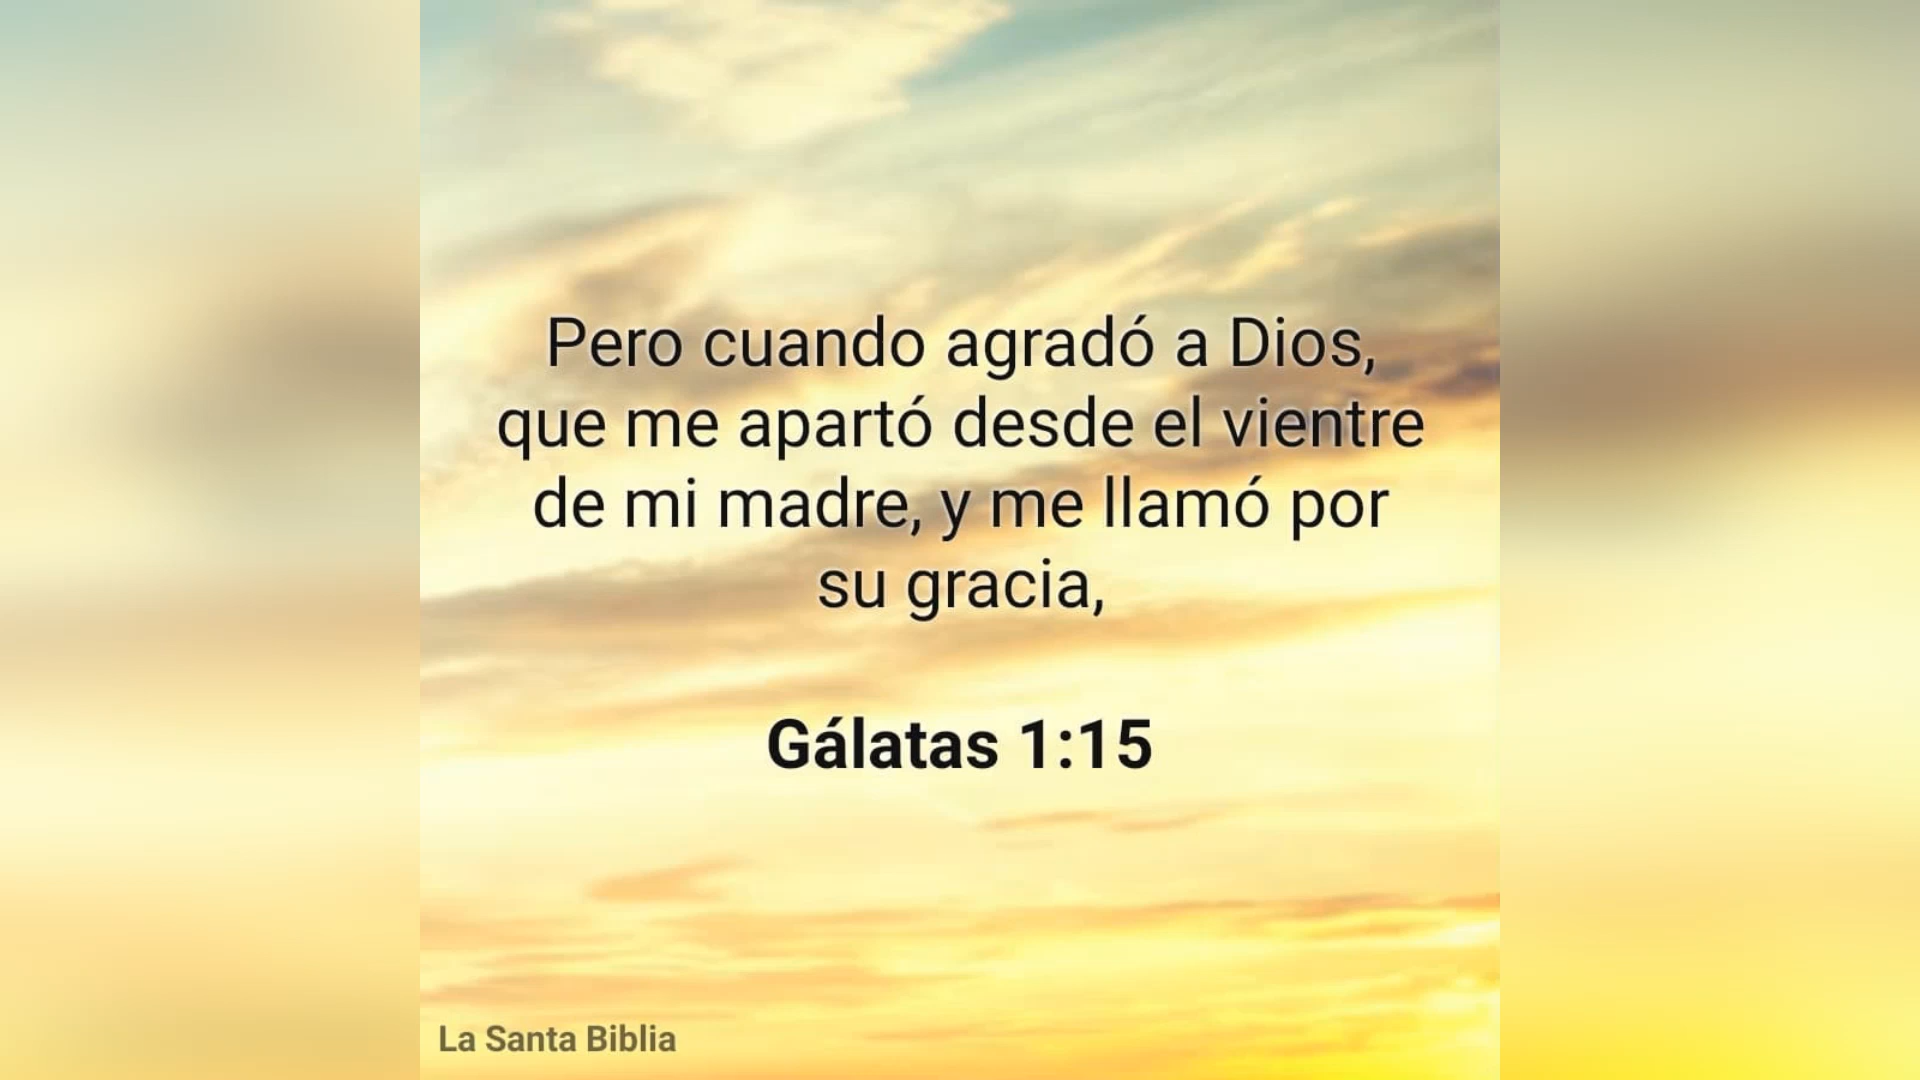 Pero cuando agradó a Dios,
que me apartó desde el vientre
de mi madre, y me llamó por
su gracia,
Gálatas 1:15
La Santa Biblia